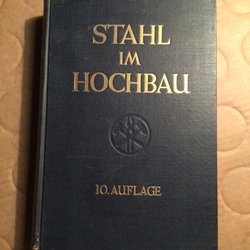 STAHL
IM
HOCHBAU
10. AUFLAGE